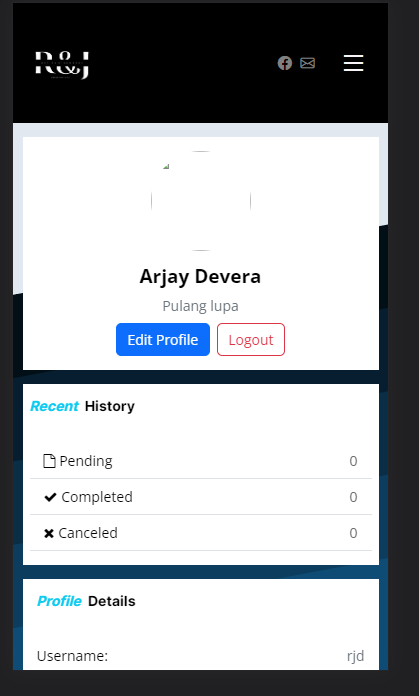 R&J
Arjay Devera
Pulang lupa
Edit Profile Logout
Recent History
Pending 0
Completed 0
Canceled 0
Profile Details
Username: rjd